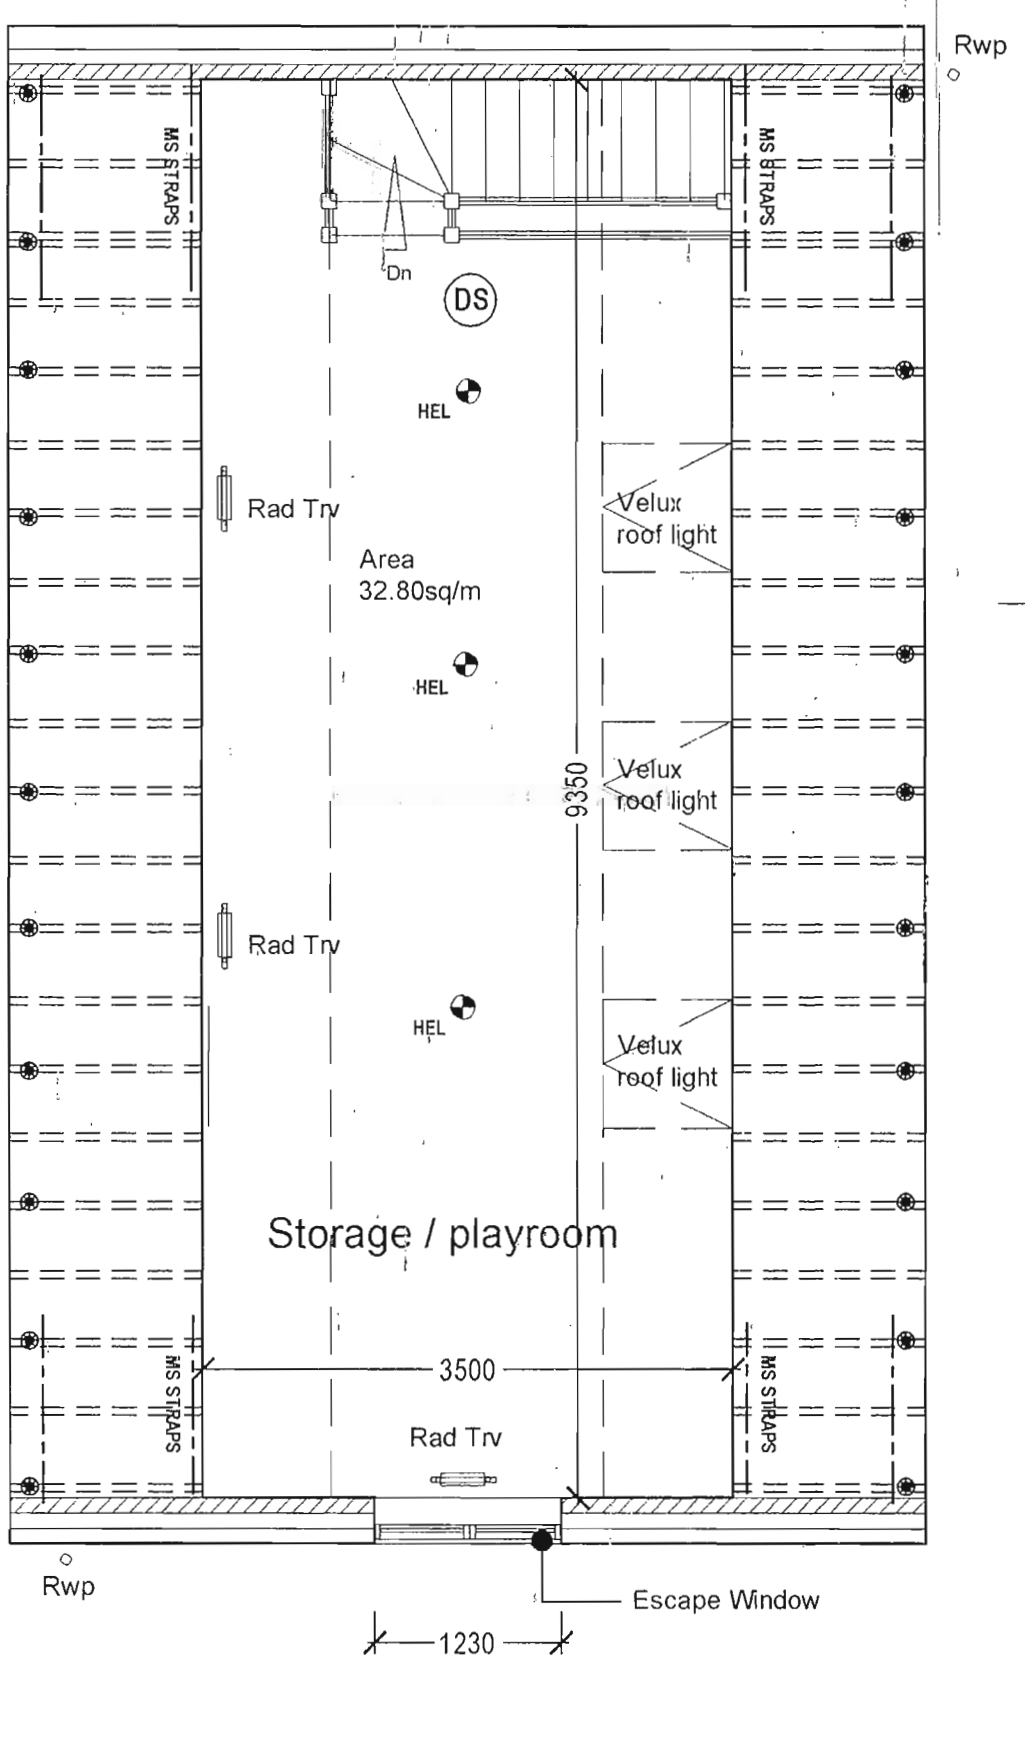 Rwp
MS STRAPS
MS STRAPS
Dn
DS
HEL
Rad Trv
Velux
roof light
Area
32.80sq/m
HEL
9350
Velux
roof light
Rad Trv
HEL
Velux
roof light
Storage / playroom
3500
MS STRAPS
MS STRAPS
Rad Trv
Rwp
Escape Window
1230